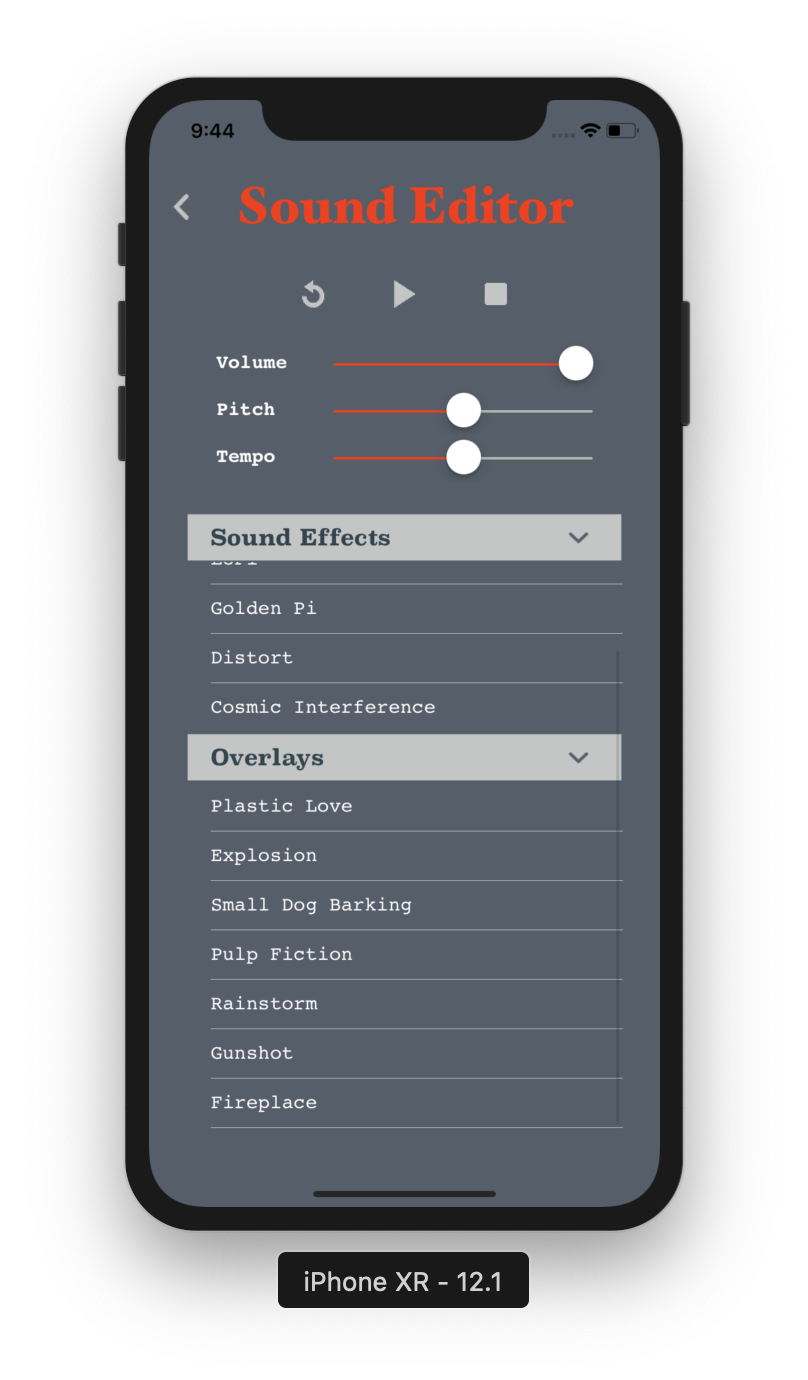 9:44
Sound Editor
Volume
Pitch
Tempo
Sound Effects
Golden Pi
Distort
Cosmic Interference
Overlays
Plastic Love
Explosion
Small Dog Barking
Pulp Fiction
Rainstorm
Gunshot
Fireplace
iPhone XR - 12.1